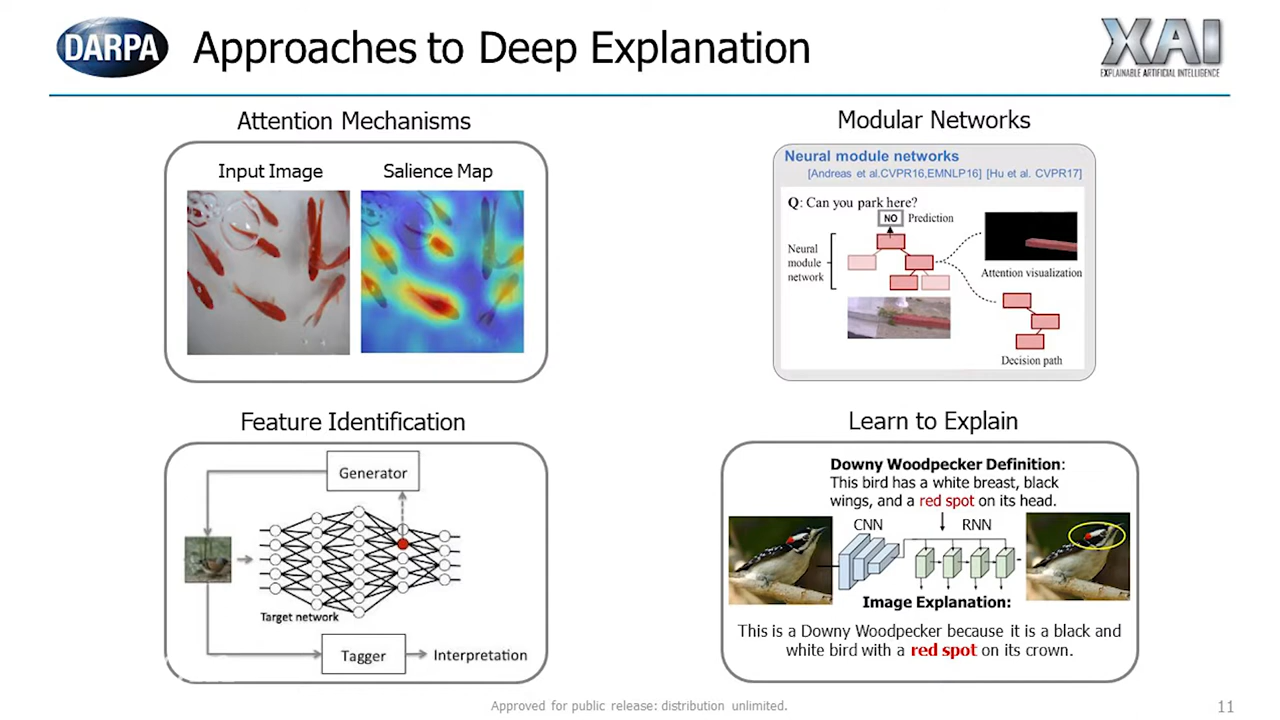 DARPA
Approaches to Deep Explanation
XAI
EXPLAINABLE ARTIFICIAL INTELLIGENCE
Attention Mechanisms
Input Image
Salience Map
Modular Networks
Neural module networks
[Andreas et al.CVPR16,EMNLP16] [Hu et al. CVPR17]
Q: Can you park here?
NO
Prediction
Neural
module
network
Attention visualization
Decision path
Feature Identification
Generator
Target network
Tagger
Interpretation
Learn to Explain
Downy Woodpecker Definition:
This bird has a white breast, black
wings, and a red spot on its head.
CNN
RNN
Image Explanation:
This is a Downy Woodpecker because it is a black and
white bird with a red spot on its crown.
Approved for public release: distribution unlimited.
11